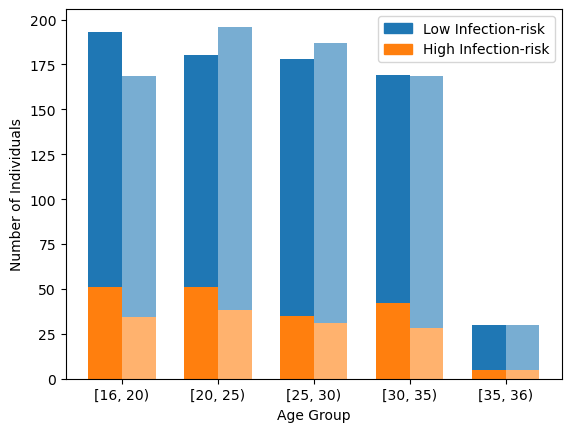 200
175
150
125
100
75
50
25
0
Number of Individuals
Low Infection-risk
High Infection-risk
[16, 20) [20, 25) [25, 30) [30, 35) [35, 36)
Age Group